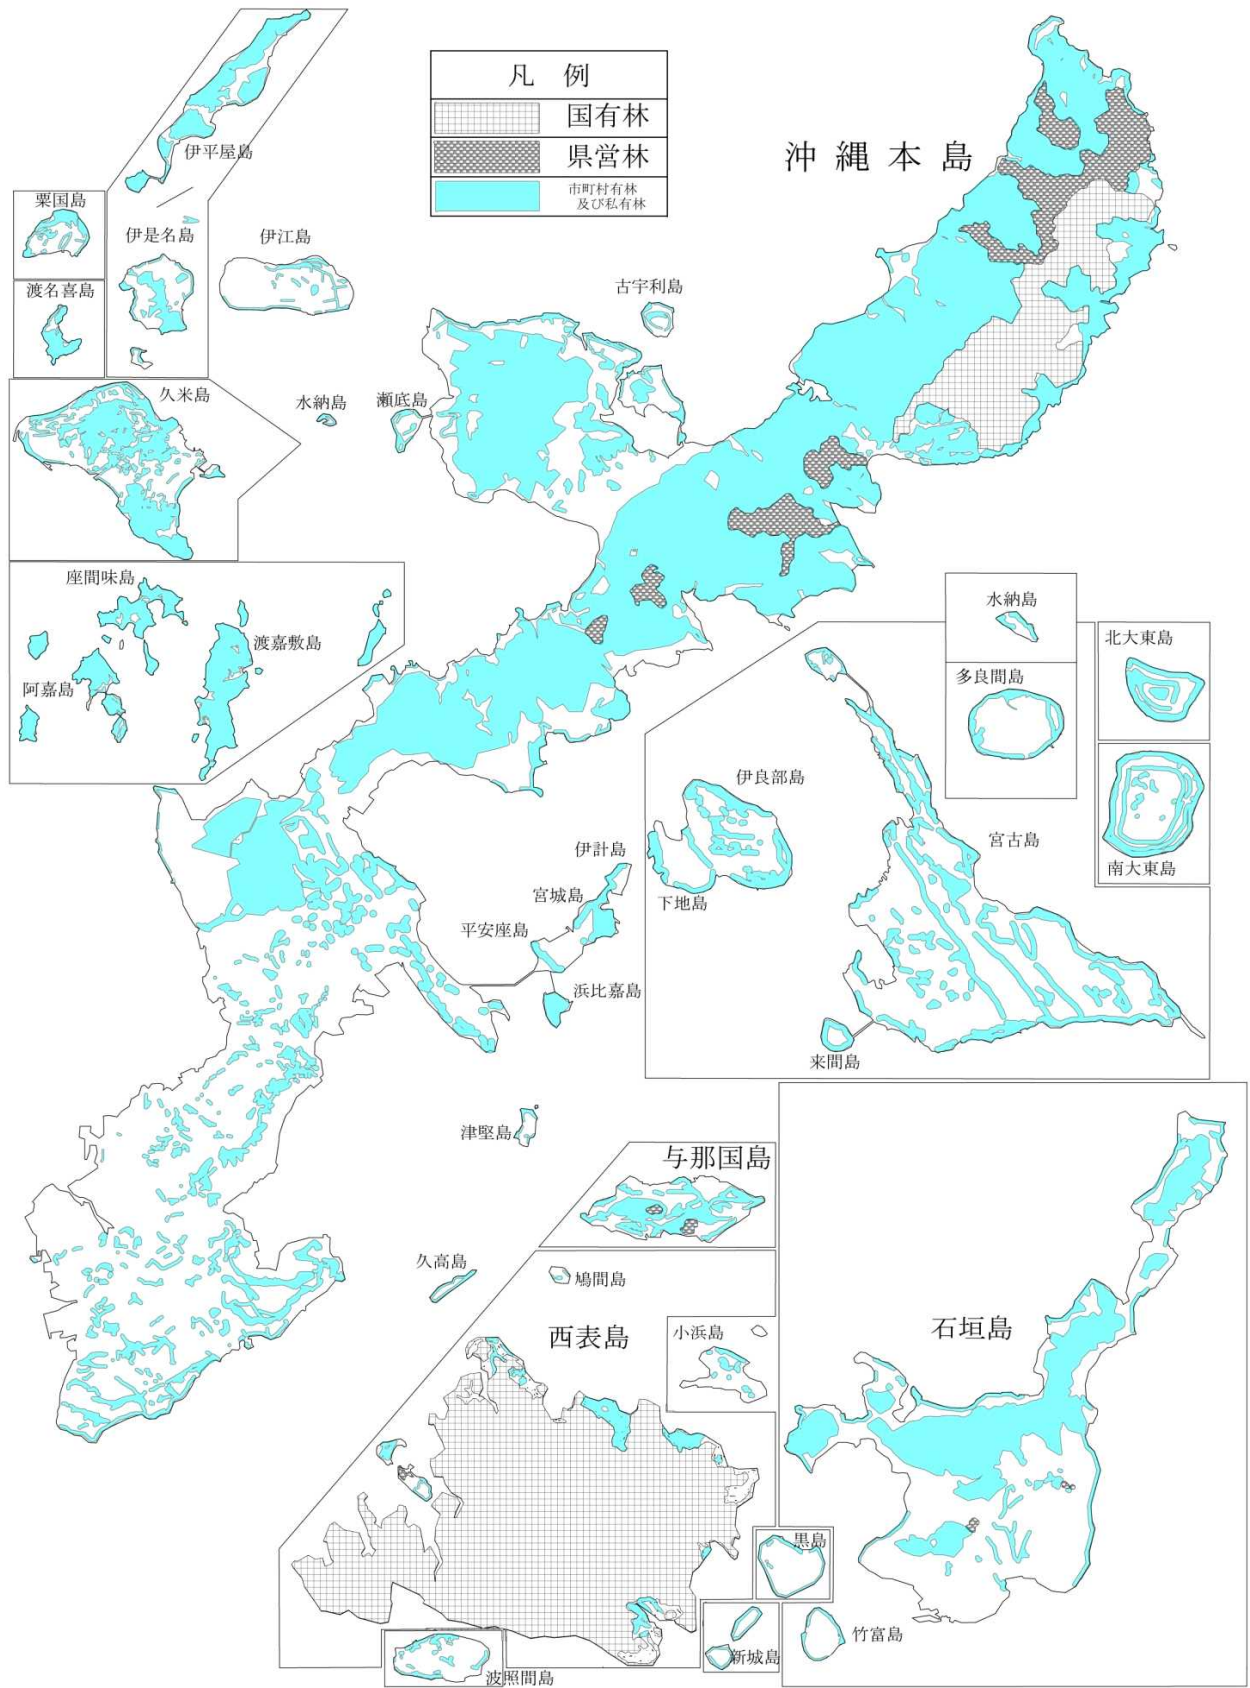 凡例
国有林
県営林
市町村有林
及び私有林
沖縄本島
伊平屋島
粟国島
伊是名島
伊江島
渡名喜島
古宇利島
久米島
水納島
瀬底島
座間味島
渡嘉敷島
阿嘉島
水納島
北大東島
多良間島
伊良部島
宮古島
南大東島
下地島
伊計島
宮城島
平安座島
浜比嘉島
来間島
津堅島
与那国島
久高島
鳩間島
西表島
小浜島
石垣島
黒島
竹富島
新城島
波照間島